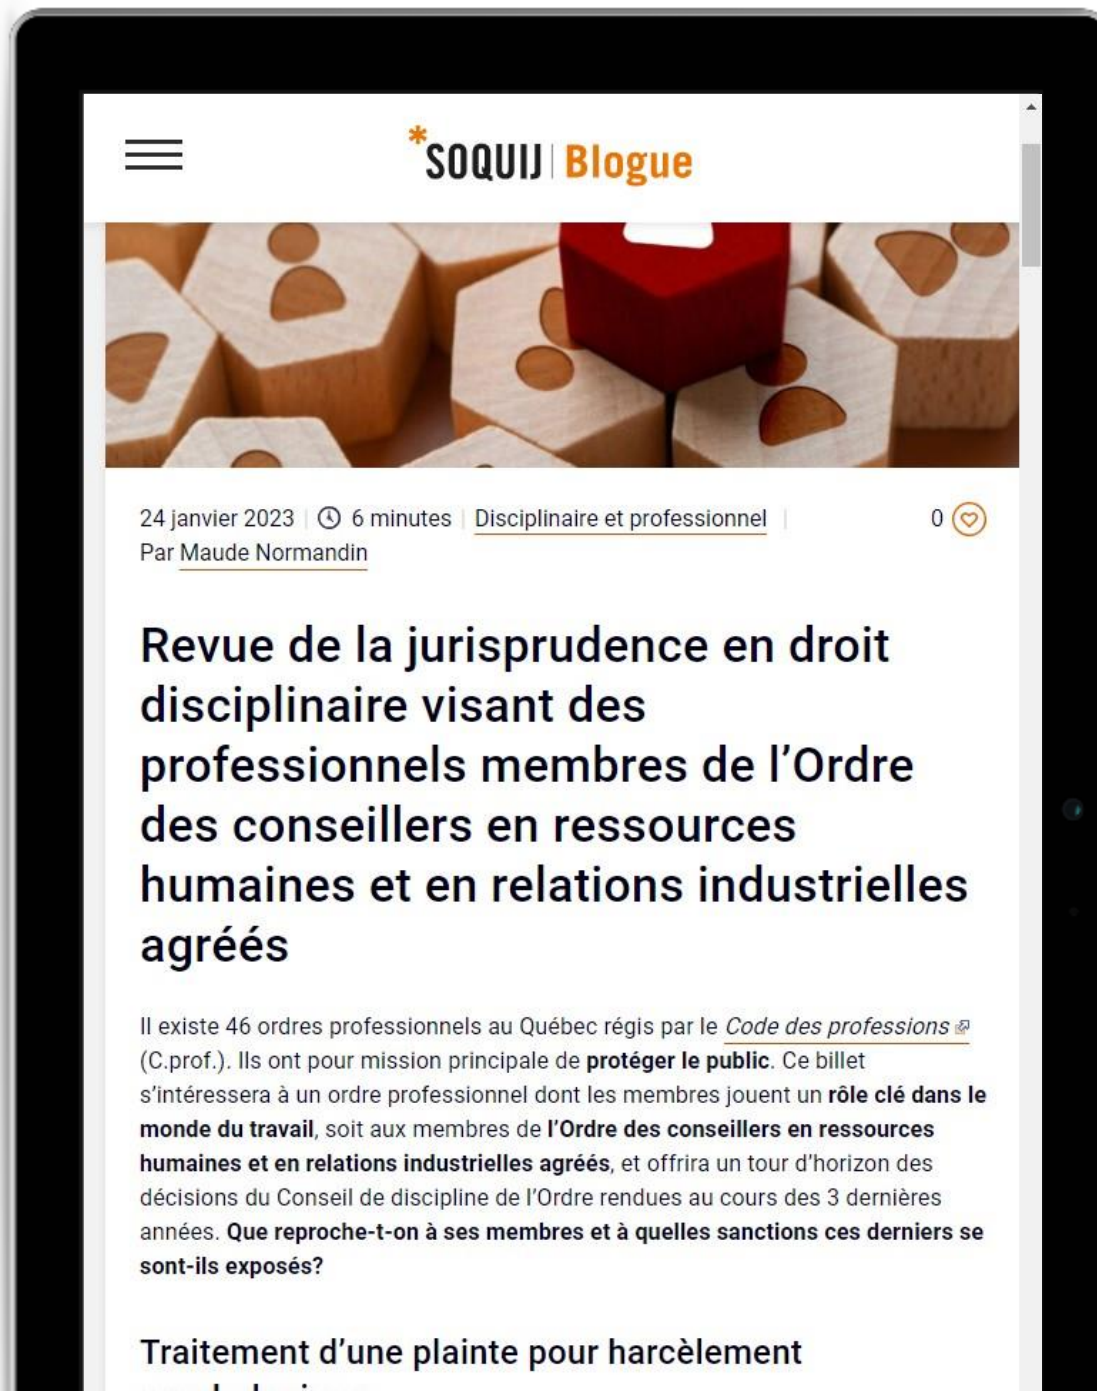 *SOQUIJ | Blogue
24 janvier 2023 | 6 minutes | Disciplinaire et professionnel | 0
Par Maude Normandin
Revue de la jurisprudence en droit
disciplinaire visant des
professionnels membres de l’Ordre
des conseillers en ressources
humaines et en relations industrielles
agréés
Il existe 46 ordres professionnels au Québec régis par le Code des professions
(C.prof.). Ils ont pour mission principale de protéger le public. Ce billet
s’intéressera à un ordre professionnel dont les membres jouent un rôle clé dans le
monde du travail, soit aux membres de l’Ordre des conseillers en ressources
humaines et en relations industrielles agréés, et offrira un tour d’horizon des
décisions du Conseil de discipline de l’Ordre rendues au cours des 3 dernières
années. Que reproche-t-on à ses membres et à quelles sanctions ces derniers se
sont-ils exposés?
Traitement d’une plainte pour harcèlement